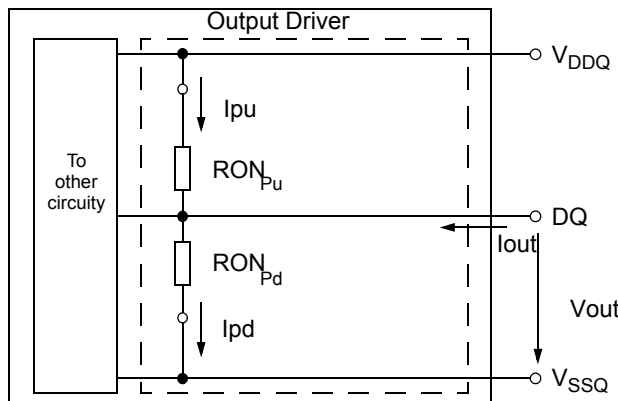 Output Driver
VDDQ
Ipu
To
other
circuity
RONPu
DQ
Iout
RONPd
Vout
Ipd
VSSQ